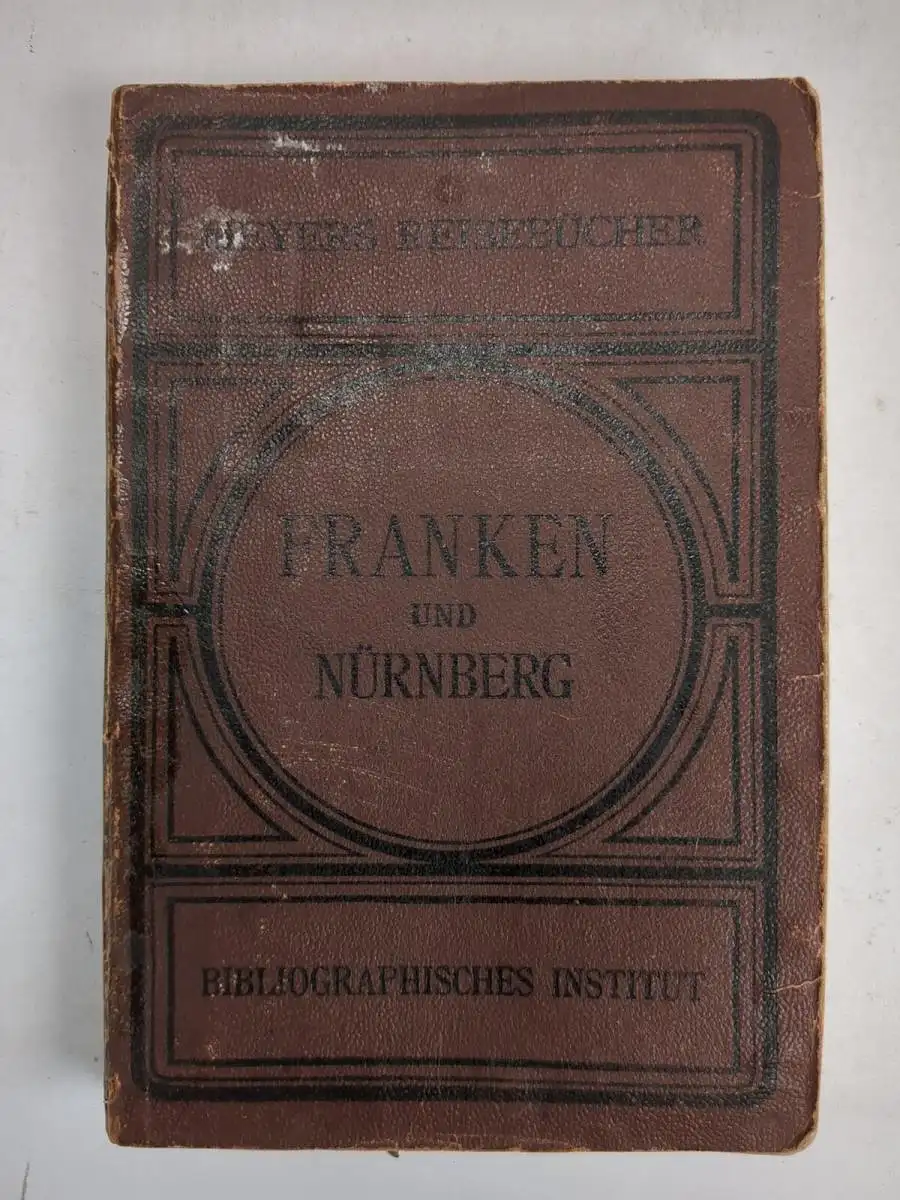 MEYERS REISEBÜCHER
FRANKEN
UND
NÜRNBERG
BIBLIOGRAPHISCHES INSTITUT